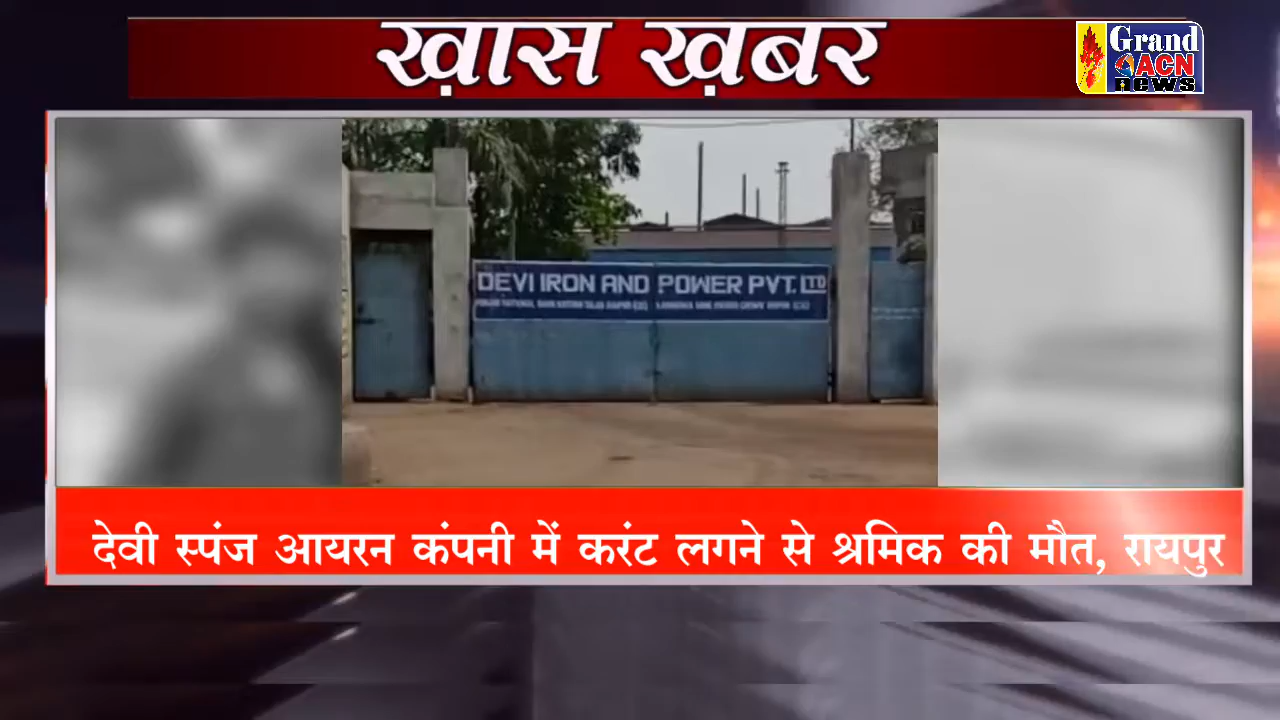 ख़ास ख़बर
Grand
ACN
news
DEVI IRON AND POWER PVT. LTD
देवी स्पंज आयरन कंपनी में करंट लगने से श्रमिक की मौत, रायपुर